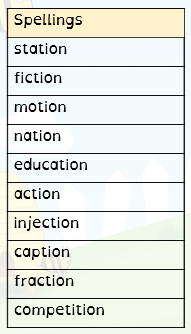 Spellings
station
fiction
motion
nation
education
action
injection
caption
fraction
competition